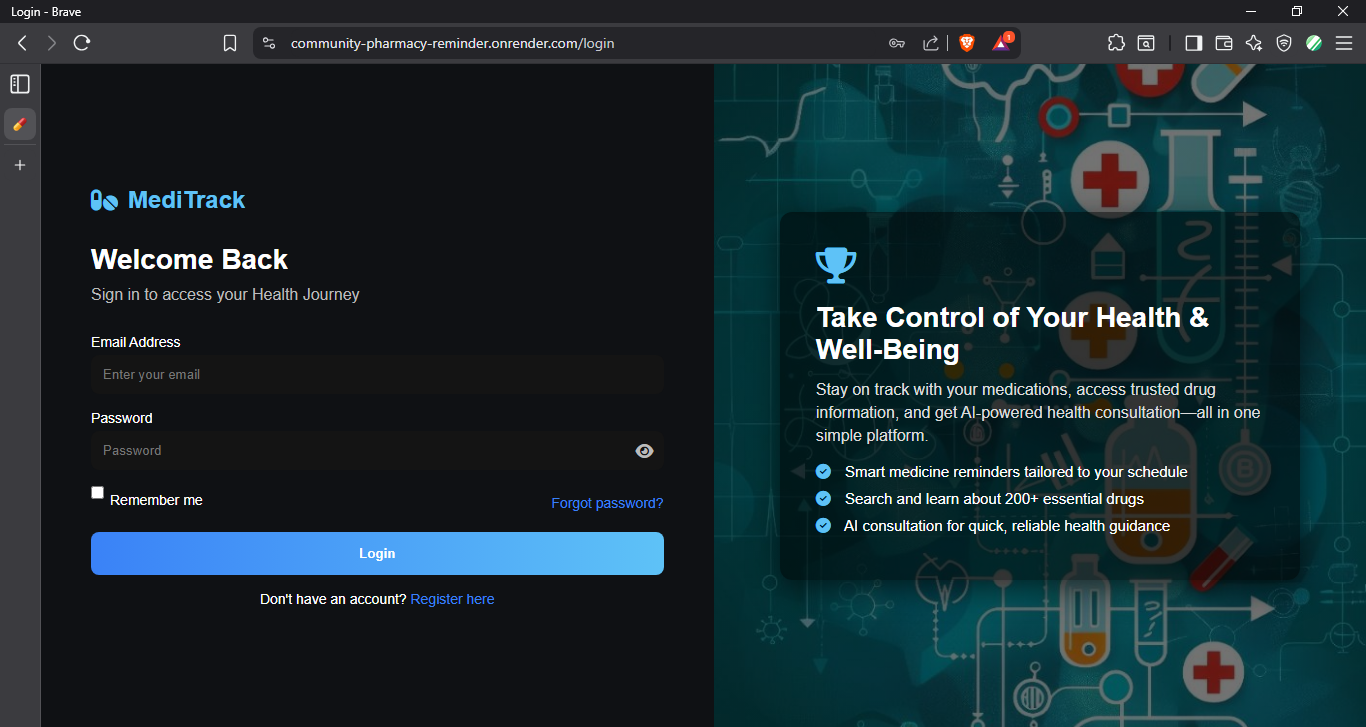 Login - Brave
community-pharmacy-reminder.onrender.com/login
1
MediTrack
Welcome Back
Sign in to access your Health Journey
Email Address
Enter your email
Password
Password
Remember me
Forgot password?
Login
Don't have an account? Register here
Take Control of Your Health &
Well-Being
Stay on track with your medications, access trusted drug
information, and get AI-powered health consultation—all in one
simple platform.
Smart medicine reminders tailored to your schedule
Search and learn about 200+ essential drugs
AI consultation for quick, reliable health guidance
B